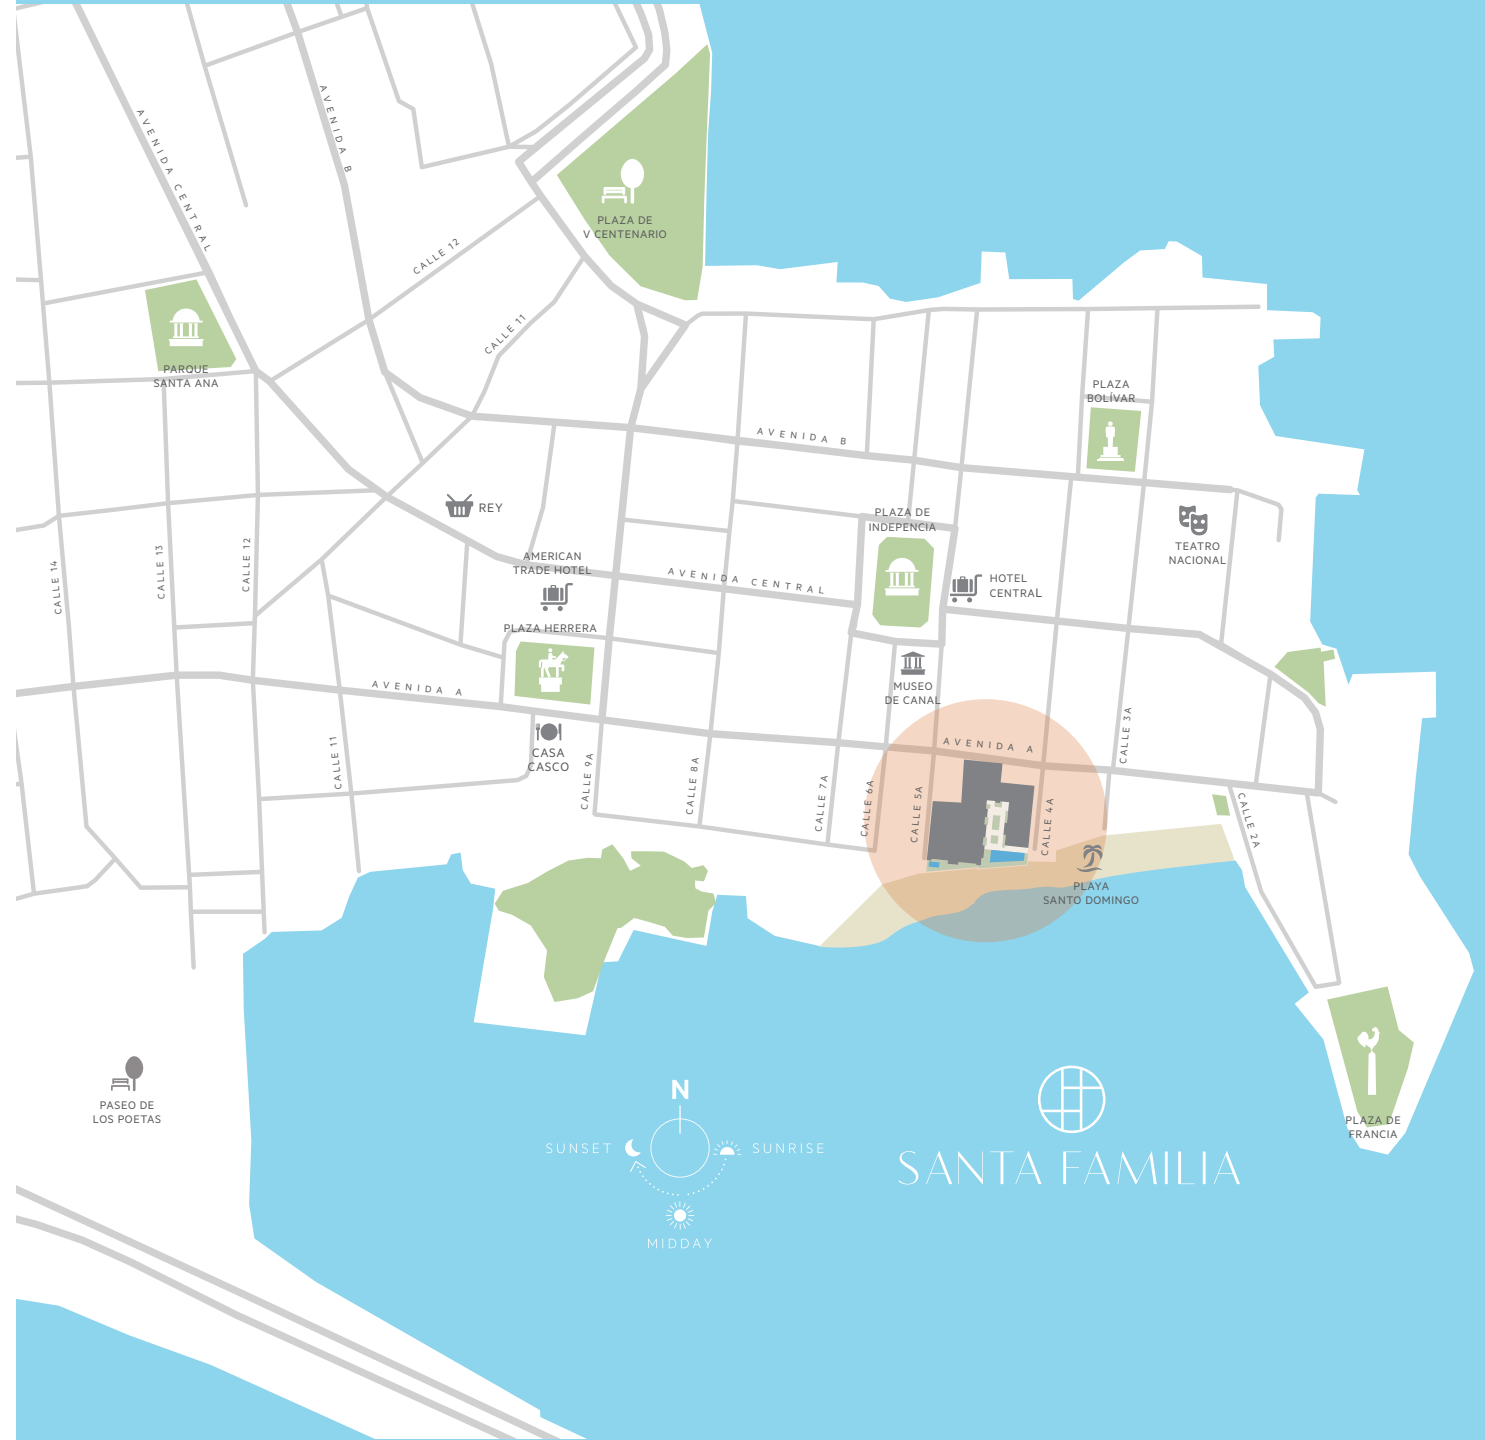 AVENIDA CENTRAL
AVENIDA B
PLAZA DE
V CENTENARIO
CALLE 12
CALLE 11
PARQUE
SANTA ANA
PLAZA
BOLÍVAR
AVENIDA B
REY
PLAZA DE
INDEPENCIA
TEATRO
NACIONAL
AMERICAN
TRADE HOTEL
AVENIDA CENTRAL
HOTEL
CENTRAL
CALLE 14
CALLE 13
CALLE 12
PLAZA HERRERA
MUSEO
DE CANAL
AVENIDA A
CASA
CASCO
AVENIDA A
CALLE 11
CALLE 9A
CALLE 8A
CALLE 7A
CALLE 6A
CALLE 5A
CALLE 4A
CALLE 3A
CALLE 2A
PLAYA
SANTO DOMINGO
PASEO DE
LOS POETAS
PLAZA DE
FRANCIA
N
SUNSET
SUNRISE
MIDDAY
SANTA FAMILIA